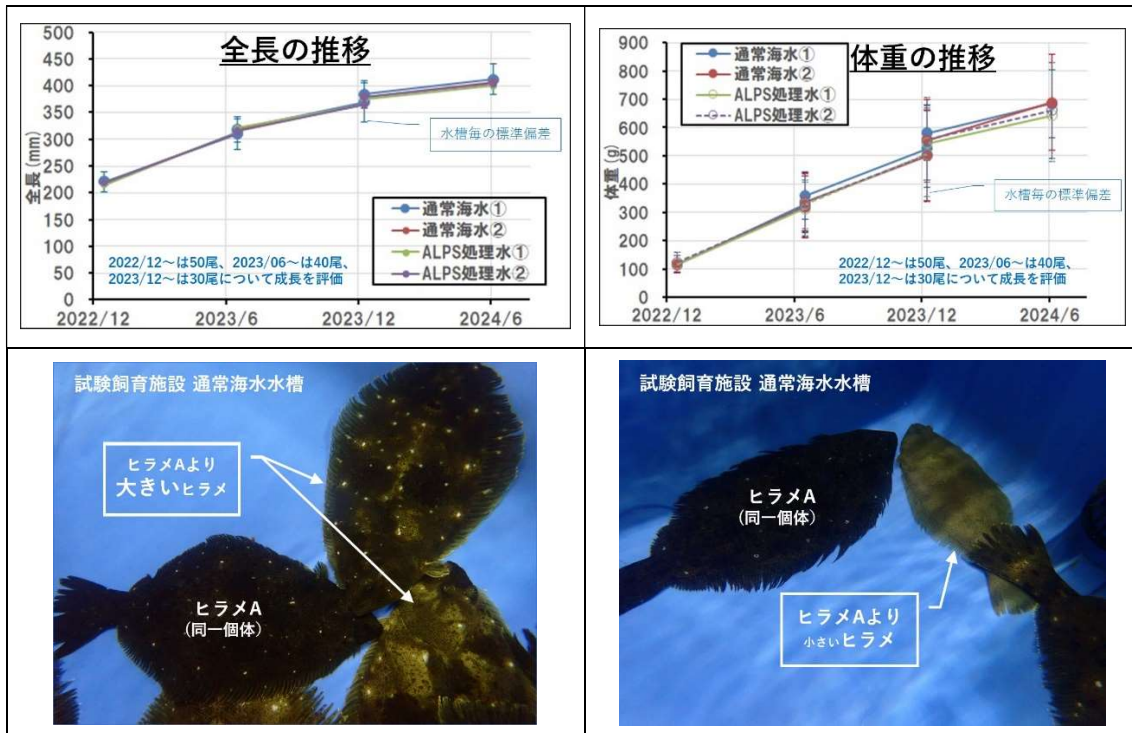 全長の推移
500
450
400
350
300
250
200
150
100
50
0
全長(mm)
水槽毎の標準偏差
通常海水①
通常海水②
ALPS処理水①
ALPS処理水②
2022/12～は50尾、2023/06～は40尾、
2023/12～は30尾について成長を評価
2022/12 2023/6 2023/12 2024/6
体重の推移
900
800
700
600
500
400
300
200
100
0
体重(g)
通常海水①
通常海水②
ALPS処理水①
ALPS処理水②
水槽毎の標準偏差
2022/12～は50尾、2023/06～は40尾、
2023/12～は30尾について成長を評価
2022/12 2023/6 2023/12 2024/6
試験飼育施設 通常海水水槽
ヒラメAより
大きいヒラメ
ヒラメA
(同一個体)
試験飼育施設 通常海水水槽
ヒラメA
(同一個体)
ヒラメAより
小さいヒラメ